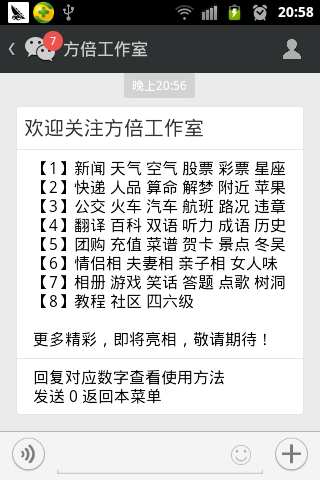 20:58
7
方倍工作室
晚上20:56
欢迎关注方倍工作室
【1】新闻 天气 空气 股票 彩票 星座
【2】快递 人品 算命 解梦 附近 苹果
【3】公交 火车 汽车 航班 路况 违章
【4】翻译 百科 双语 听力 成语 历史
【5】团购 充值 菜谱 贺卡 景点 冬吴
【6】情侣相 夫妻相 亲子相 女人味
【7】相册 游戏 笑话 答题 点歌 树洞
【8】教程 社区 四六级
更多精彩，即将亮相，敬请期待！
回复对应数字查看使用方法
发送 0 返回本菜单